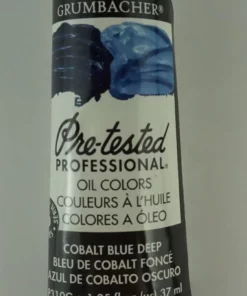 GRUMBACHER®
Pre-tested
PROFESSIONAL®
OIL COLORS
COULEURS À L'HUILE
COLORES A ÓLEO
COBALT BLUE DEEP
BLEU DE COBALT FONCÉ
AZUL DE COBALTO OSCURO
37 ml